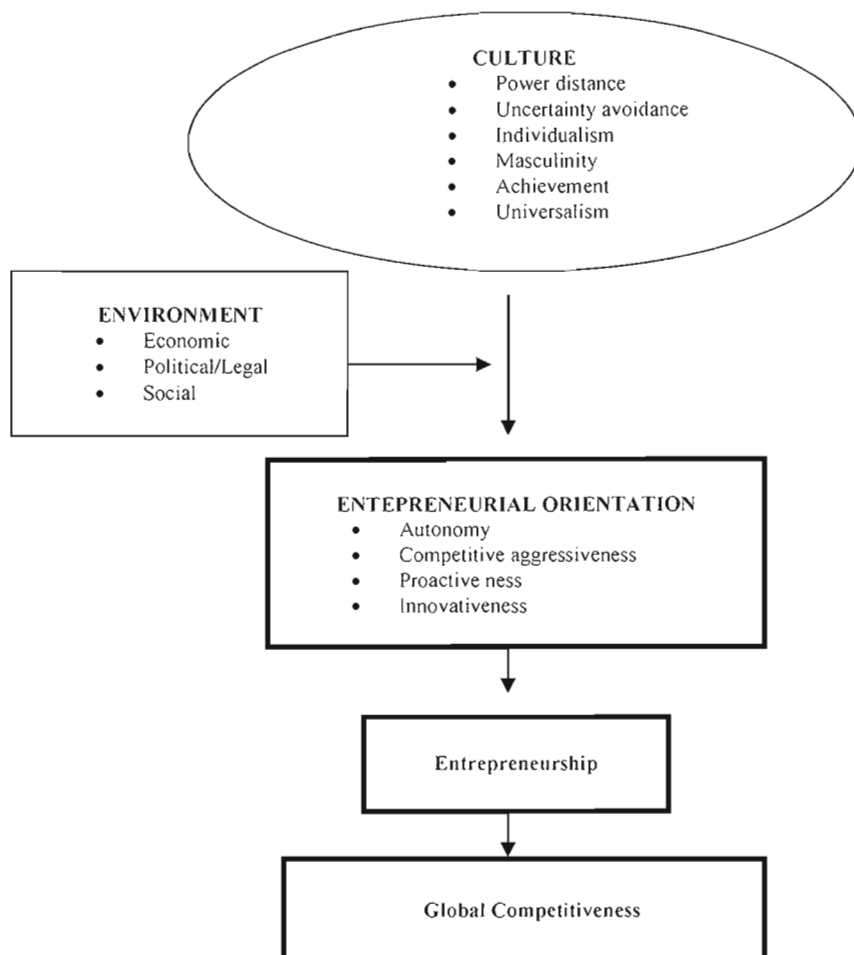 CULTURE
• Power distance
• Uncertainty avoidance
• Individualism
• Masculinity
• Achievement
• Universalism
ENVIRONMENT
• Economic
• Political/Legal
• Social
ENTEPRENEURIAL ORIENTATION
• Autonomy
• Competitive aggressiveness
• Proactive ness
• Innovativeness
Entrepreneurship
Global Competitiveness